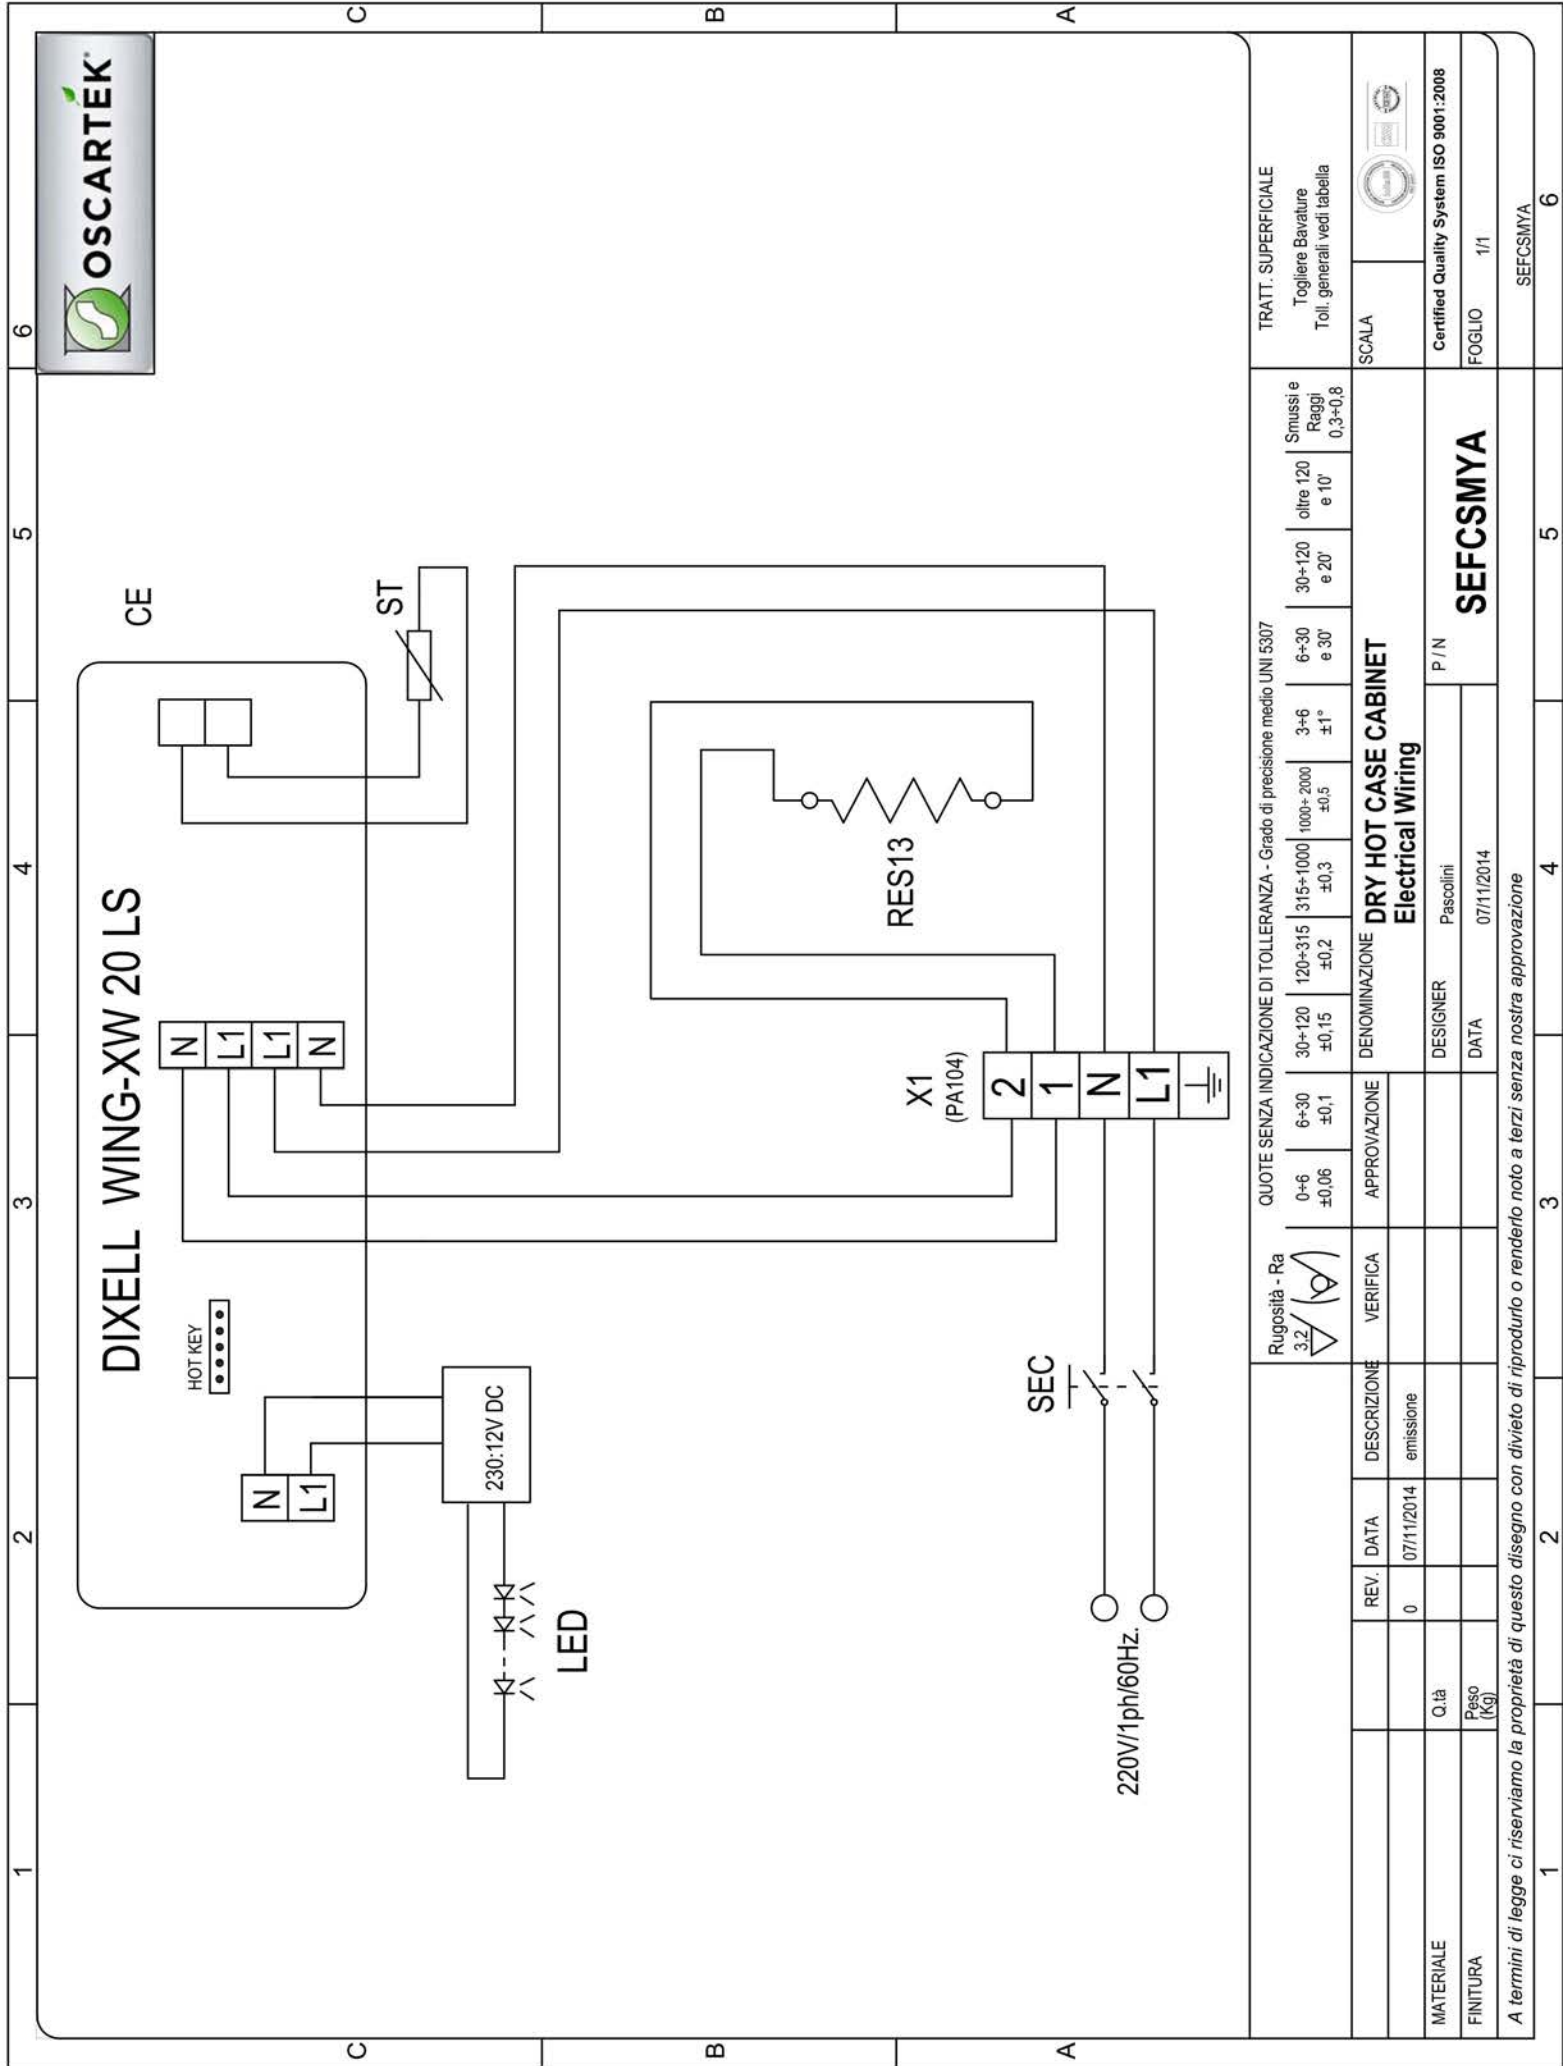 1 2 3 4 5 6
OSCARTEK
C
B
A
DIXELL WING-XW 20 LS
CE
HOT KEY
N
L1
N
L1
L1
N
ST
230:12V DC
LED
RES13
X1
(PA104)
2
1
N
L1
SEC
220V/1ph/60Hz.
C
B
A
Rugosità - Ra
3,2
QUOTE SENZA INDICAZIONE DI TOLLERANZA - Grado di precisione medio UNI 5307
0÷6 6÷30 30÷120 120÷315 315÷1000 1000÷2000 3÷6 6÷30 30÷120 oltre 120 Smussi e
±0,06 ±0,1 ±0,15 ±0,2 ±0,3 ±0,5 ±1° e 30' e 20' e 10' Raggi
0,3÷0,8
TRATT. SUPERFICIALE
Togliere Bavature
Toll. generali vedi tabella
REV. DATA DESCRIZIONE VERIFICA APPROVAZIONE
0 07/11/2014 emissione
DENOMINAZIONE DRY HOT CASE CABINET
Electrical Wiring
SCALA
MATERIALE Q.tà
DESIGNER Pascolini
P / N
SEFCSMYA
Certified Quality System ISO 9001:2008
FINITURA Peso
(Kg)
DATA 07/11/2014
FOGLIO 1/1
A termini di legge ci riserviamo la proprietà di questo disegno con divieto di riprodurlo o renderlo noto a terzi senza nostra approvazione
SEFCSMYA
1 2 3 4 5 6